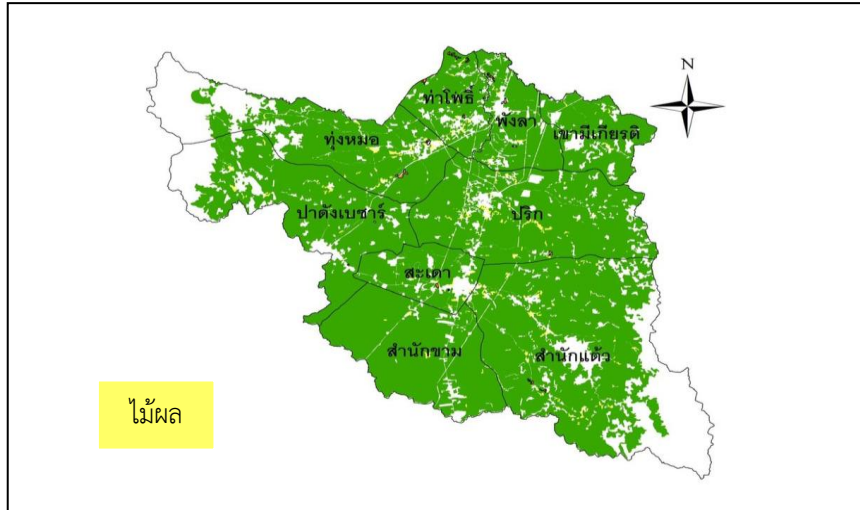 N
ท่าโพธิ์
พังลา
เขามีเกียรติ
ทุ่งหมอ
ปาดังเบซาร์
ปริก
สะเดา
สำนักขาม
สำนักแต้ว
ไม้ผล